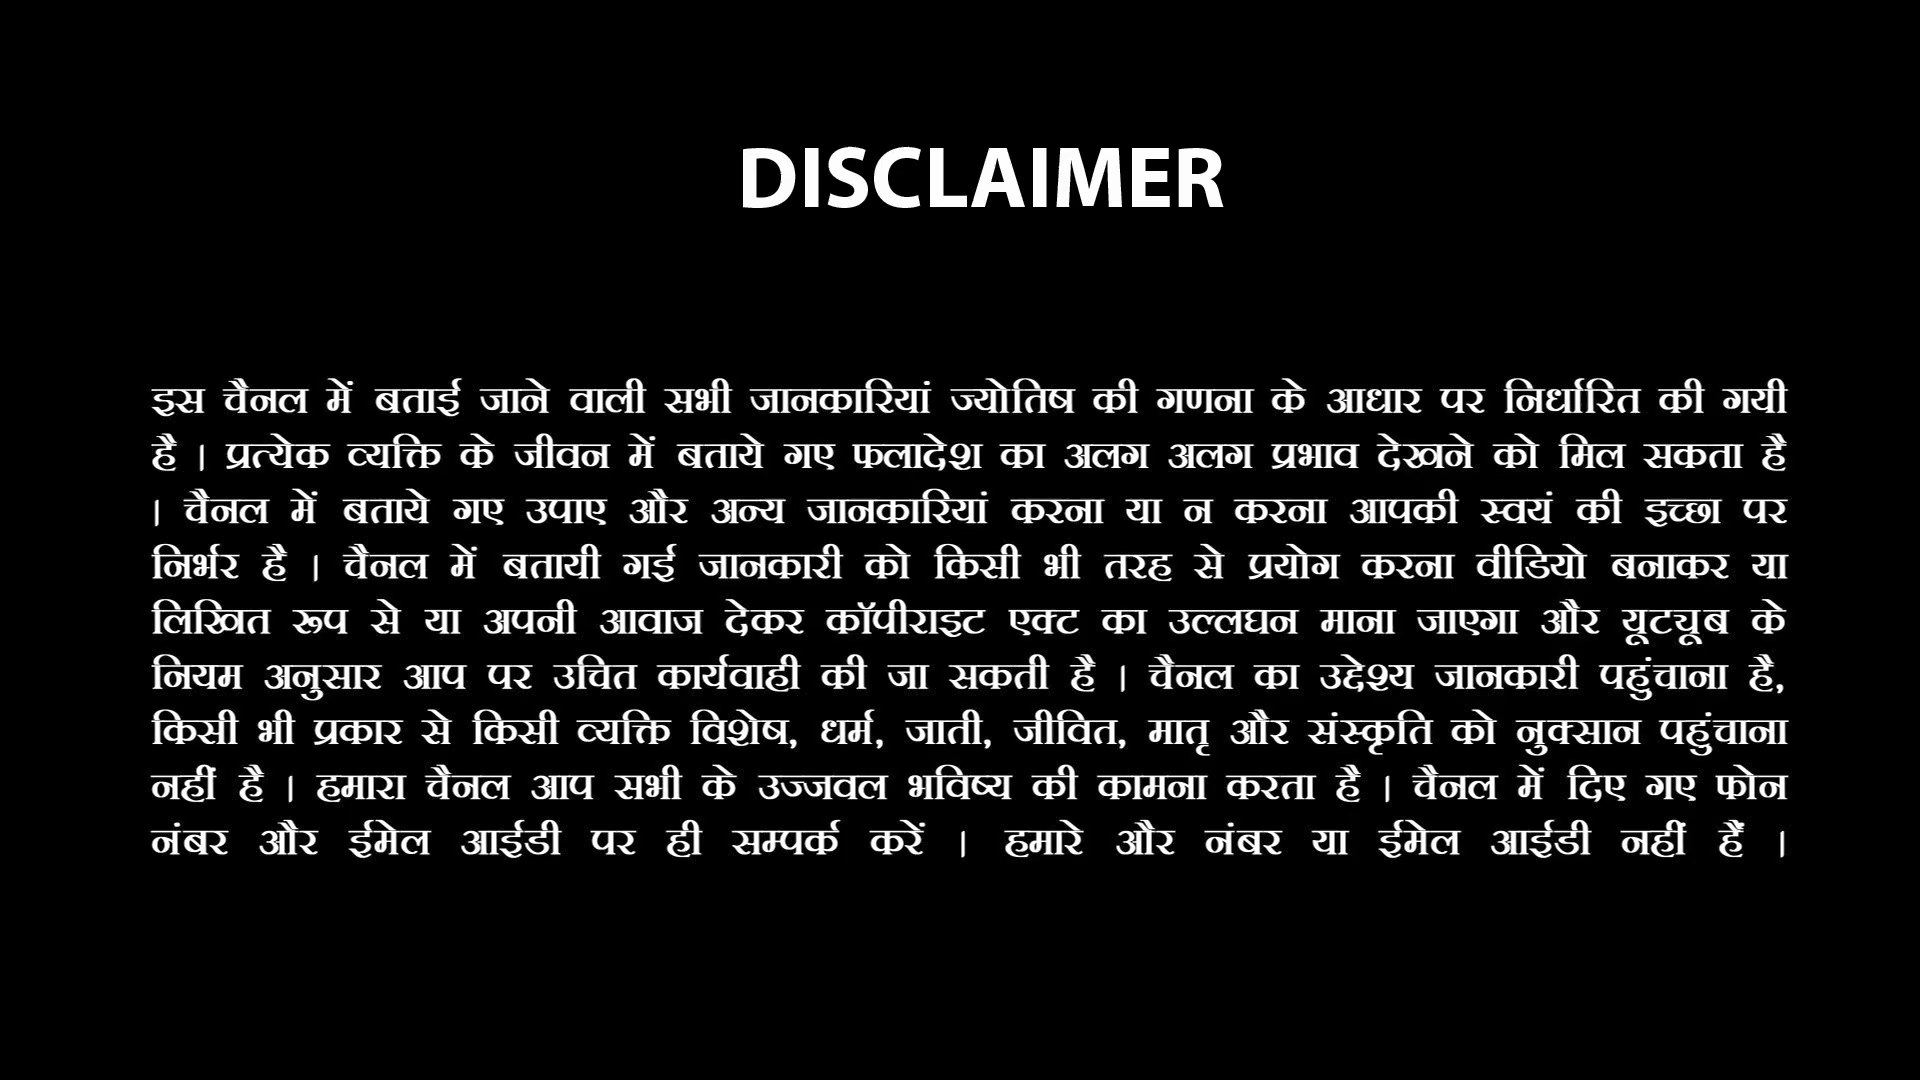 DISCLAIMER
इस चैनल में बताई जाने वाली सभी जानकारियां ज्योतिष की गणना के आधार पर निर्धारित की गयी
है । प्रत्येक व्यक्ति के जीवन में बताये गए फलादेश का अलग अलग प्रभाव देखने को मिल सकता है
। चैनल में बताये गए उपाए और अन्य जानकारियां करना या न करना आपकी स्वयं की इच्छा पर
निर्भर है । चैनल में बतायी गई जानकारी को किसी भी तरह से प्रयोग करना वीडियो बनाकर या
लिखित रूप से या अपनी आवाज देकर कॉपीराइट एक्ट का उल्लघन माना जाएगा और यूट्यूब के
नियम अनुसार आप पर उचित कार्यवाही की जा सकती है । चैनल का उद्देश्य जानकारी पहुंचाना है,
किसी भी प्रकार से किसी व्यक्ति विशेष, धर्म, जाती, जीवित, मातृ और संस्कृति को नुक्सान पहुंचाना
नहीं है । हमारा चैनल आप सभी के उज्जवल भविष्य की कामना करता है । चैनल में दिए गए फोन
नंबर और ईमेल आईडी पर ही सम्पर्क करें । हमारे और नंबर या ईमेल आईडी नहीं हैं ।